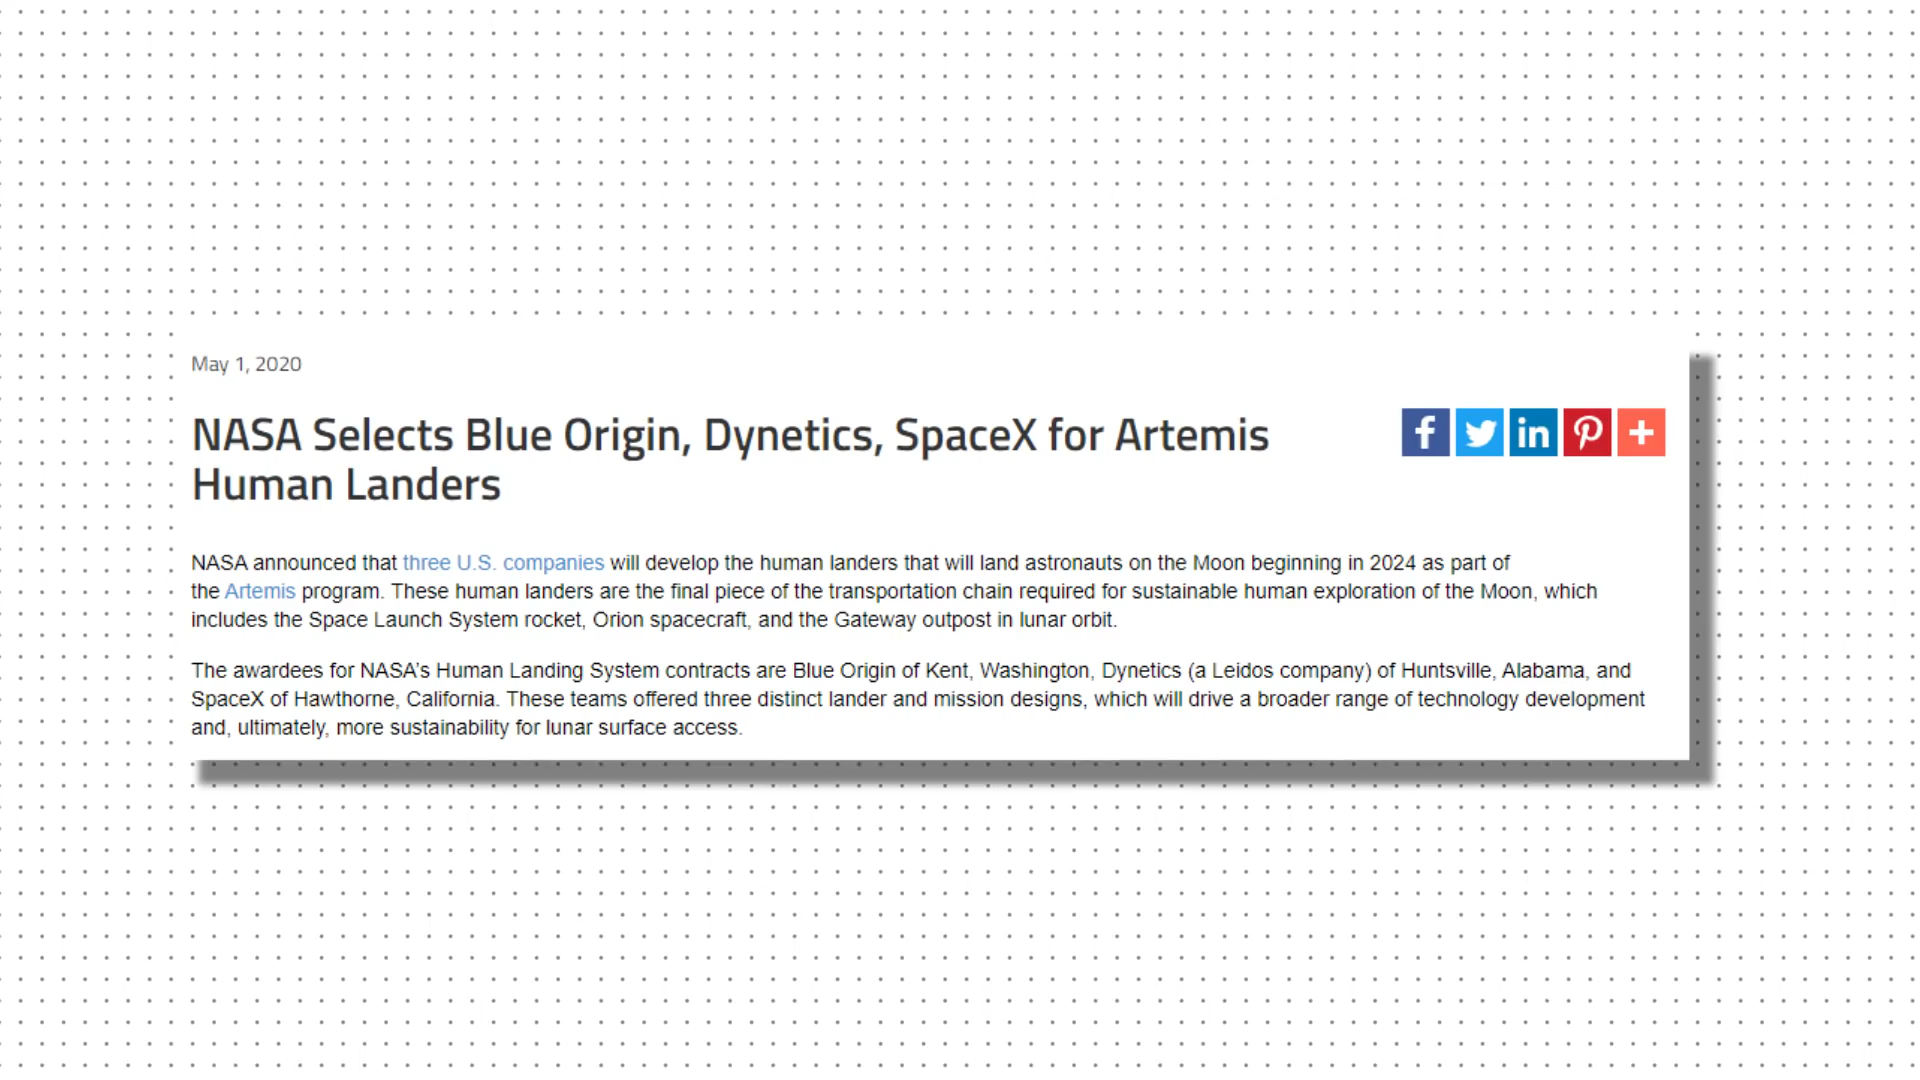 May 1, 2020
NASA Selects Blue Origin, Dynetics, SpaceX for Artemis
Human Landers
NASA announced that three U.S. companies will develop the human landers that will land astronauts on the Moon beginning in 2024 as part of
the Artemis program. These human landers are the final piece of the transportation chain required for sustainable human exploration of the Moon, which
includes the Space Launch System rocket, Orion spacecraft, and the Gateway outpost in lunar orbit.
The awardees for NASA’s Human Landing System contracts are Blue Origin of Kent, Washington, Dynetics (a Leidos company) of Huntsville, Alabama, and
SpaceX of Hawthorne, California. These teams offered three distinct lander and mission designs, which will drive a broader range of technology development
and, ultimately, more sustainability for lunar surface access.